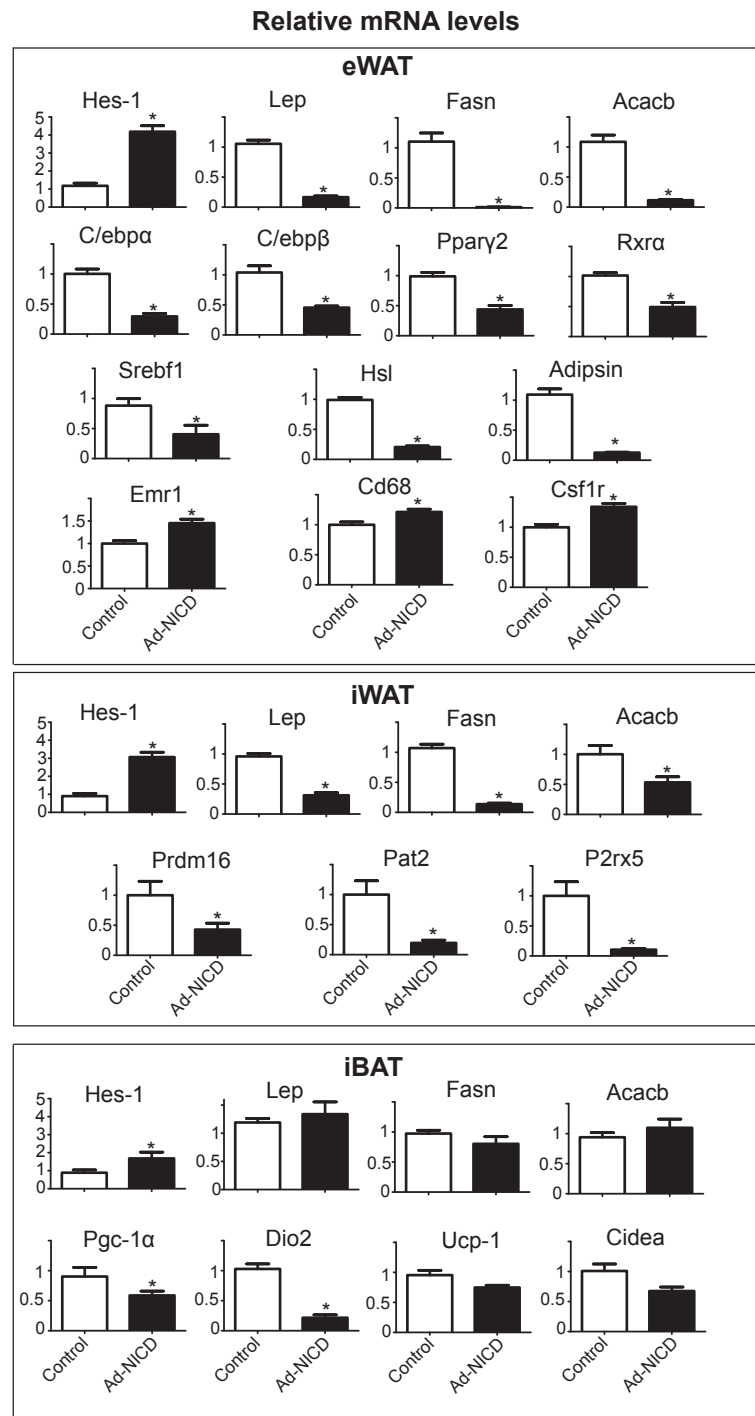 Relative mRNA levels
eWAT
Hes-1 Lep Fasn Acacb
5 4 3 2 1 0
1 0.5 0
1 0.5 0
1 0.5 0
* * * *
C/ebpα C/ebpβ Pparγ2 Rxrα
1 0.5 0
1 0.5 0
1 0.5 0
1 0.5 0
* * * *
Srebf1 Hsl Adipsin
1 0.5 0
1 0.5 0
1 0.5 0
* * *
Emr1 Cd68 Csf1r
1.5 1 0.5 0
1 0.5 0
1 0.5 0
* * *
Control Ad-NICD Control Ad-NICD Control Ad-NICD
iWAT
Hes-1 Lep Fasn Acacb
5 4 3 2 1 0
1 0.5 0
1 0.5 0
1 0.5 0
* * * *
Prdm16 Pat2 P2rx5
1 0.5 0
1 0.5 0
1 0.5 0
* * *
Control Ad-NICD Control Ad-NICD Control Ad-NICD
iBAT
Hes-1 Lep Fasn Acacb
5 4 3 2 1 0
1 0.5 0
1 0.5 0
1 0.5 0
*
Pgc-1α Dio2 Ucp-1 Cidea
1 0.5 0
1 0.5 0
1 0.5 0
1 0.5 0
* *
Control Ad-NICD Control Ad-NICD Control Ad-NICD Control Ad-NICD